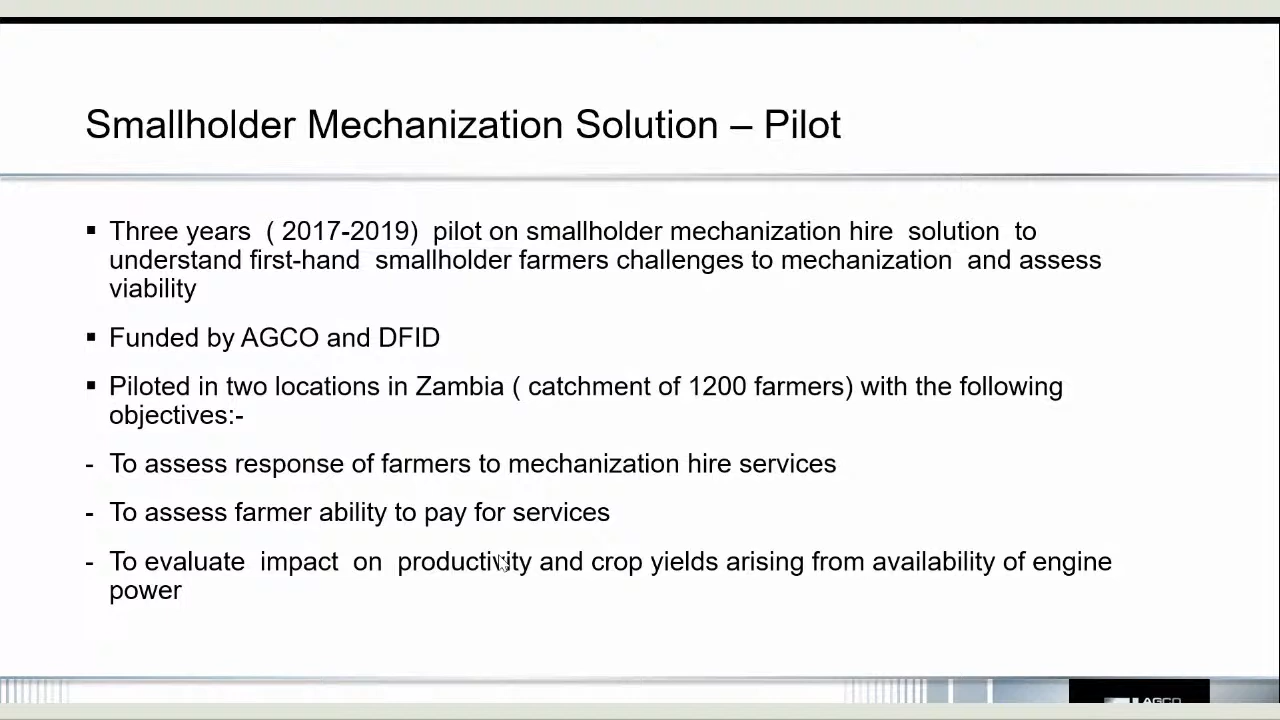 Smallholder Mechanization Solution – Pilot
▪ Three years ( 2017-2019) pilot on smallholder mechanization hire solution to
understand first-hand smallholder farmers challenges to mechanization and assess
viability
▪ Funded by AGCO and DFID
▪ Piloted in two locations in Zambia ( catchment of 1200 farmers) with the following
objectives:-
- To assess response of farmers to mechanization hire services
- To assess farmer ability to pay for services
- To evaluate impact on productivity and crop yields arising from availability of engine
power
AGCO